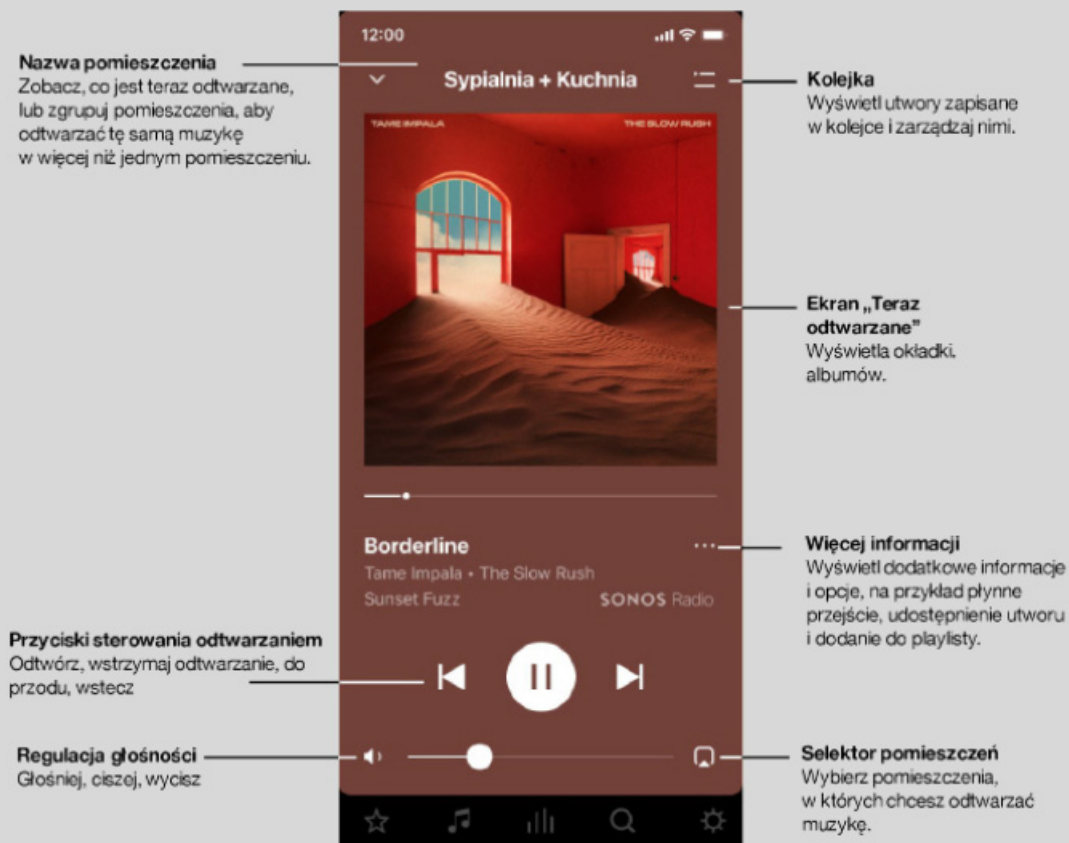 Nazwa pomieszczenia
Zobacz, co jest teraz odtwarzane,
lub zgrupuj pomieszczenia, aby
odtwarzać tę samą muzykę
w więcej niż jednym pomieszczeniu.
12:00
Sypialnia + Kuchnia
TAME IMPALA
THE SLOW RUSH
Kolejka
Wyświetl utwory zapisane
w kolejce i zarządzaj nimi.
Ekran „Teraz
odtwarzane”
Wyświetla okładki.
albumów.
Borderline
Tame Impala • The Slow Rush
Sunset Fuzz
SONOS Radio
Więcej informacji
Wyświetl dodatkowe informacje
i opcje, na przykład płynne
przejście, udostępnienie utworu
i dodanie do playlisty.
Przyciski sterowania odtwarzaniem
Odtwórz, wstrzymaj odtwarzanie, do
przodu, wstecz
Regulacja głośności
Głośniej, ciszej, wycisz
Selektor pomieszczeń
Wybierz pomieszczenia,
w których chcesz odtwarzać
muzykę.